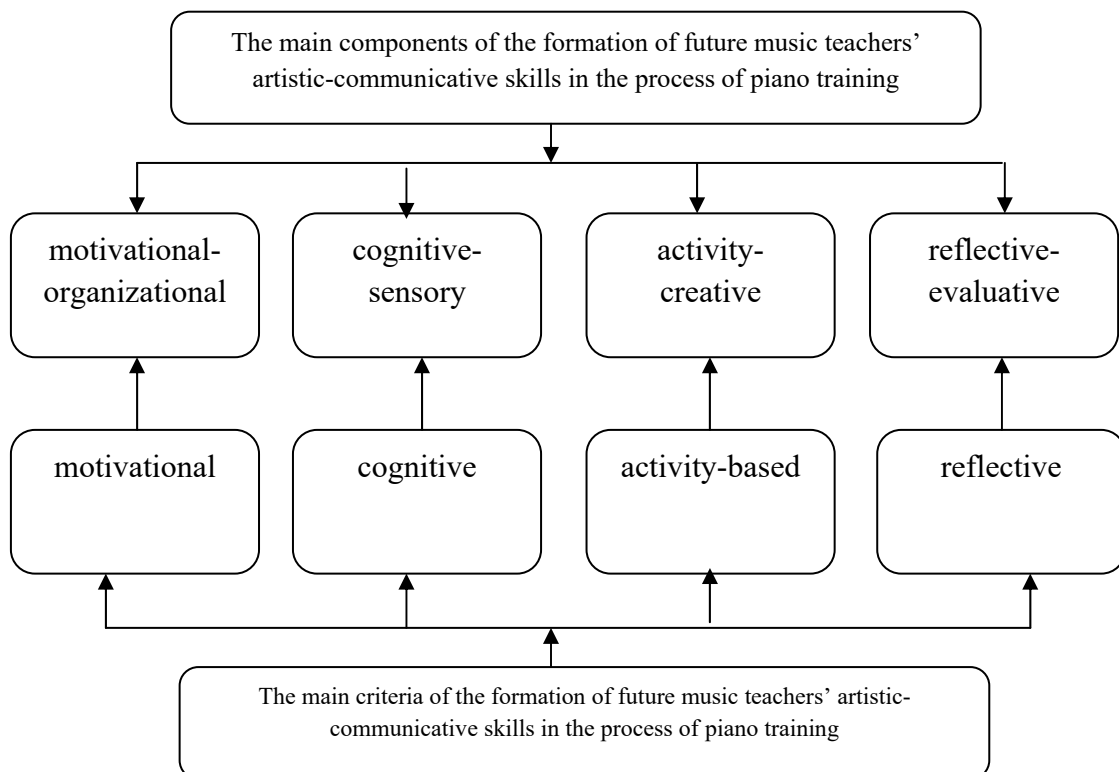 The main components of the formation of future music teachers’
artistic-communicative skills in the process of piano training
motivational-
organizational
cognitive-
sensory
activity-
creative
reflective-
evaluative
motivational
cognitive
activity-based
reflective
The main criteria of the formation of future music teachers’ artistic-
communicative skills in the process of piano training